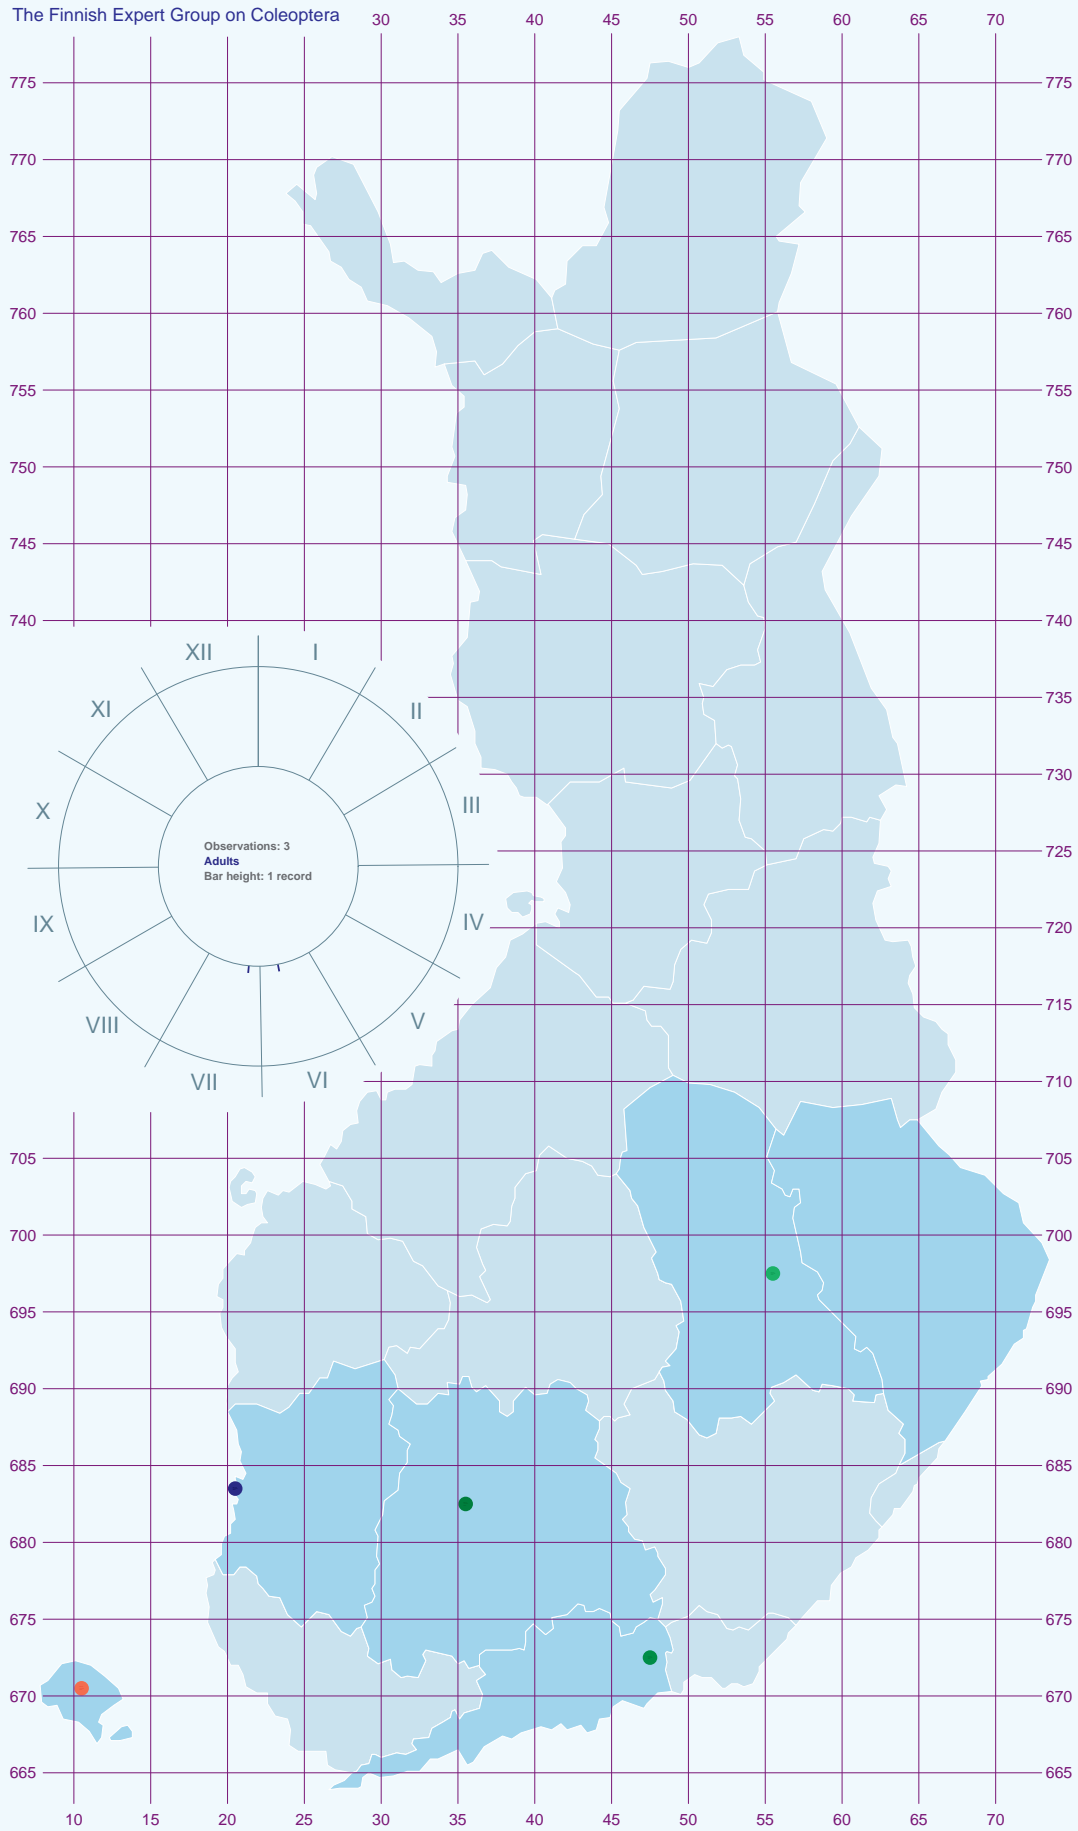 The Finnish Expert Group on Coleoptera 30 35 40 45 50 55 60 65 70
775 775
770 770
765 765
760 760
755 755
750 750
745 745
740 740
XII I
XI II
735
730
X III
Observations: 3
Adults
Bar height: 1 record
725
IX IV 720
715
VIII V
VII VI 710
705 705
700 700
695 695
690 690
685 685
680 680
675 675
670 670
665 665
10 15 20 25 30 35 40 45 50 55 60 65 70